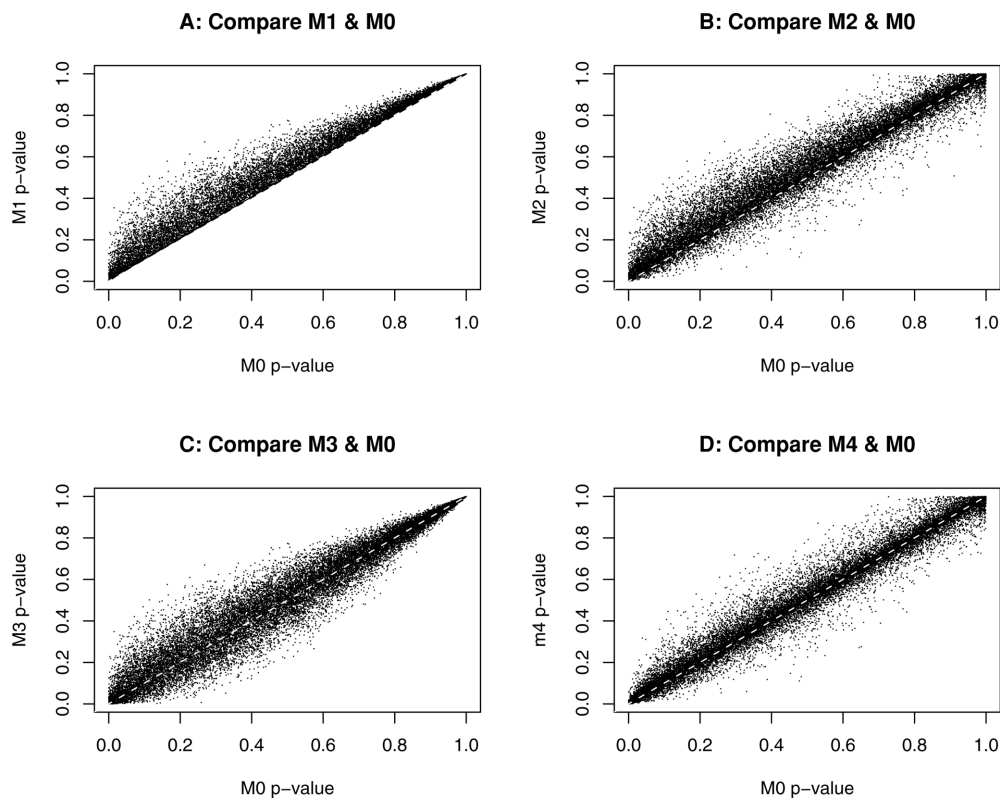 A: Compare M1 & M0
M1 p−value
1.0
0.8
0.6
0.4
0.2
0.0
0.0 0.2 0.4 0.6 0.8 1.0
M0 p−value
B: Compare M2 & M0
M2 p−value
1.0
0.8
0.6
0.4
0.2
0.0
0.0 0.2 0.4 0.6 0.8 1.0
M0 p−value
C: Compare M3 & M0
M3 p−value
1.0
0.8
0.6
0.4
0.2
0.0
0.0 0.2 0.4 0.6 0.8 1.0
M0 p−value
D: Compare M4 & M0
m4 p−value
1.0
0.8
0.6
0.4
0.2
0.0
0.0 0.2 0.4 0.6 0.8 1.0
M0 p−value